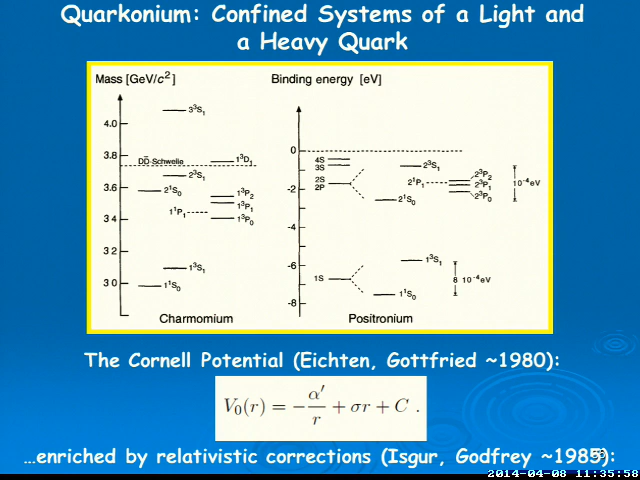 Quarkonium: Confined Systems of a Light and
a Heavy Quark
Mass [GeV/c²]
Binding energy [eV]
4.0
3.8
3.6
3.4
3.2
3.0
3³S₁
DD̄-Schwelle
1³D₁
2³S₁
2¹S₀
1³P₂
1³P₁
1¹P₁
1³P₀
1³S₁
1¹S₀
Charmomium
0
-2
-4
-6
-8
4S
3S
2S
2P
1S
2³S₁
2¹P₁
2¹S₀
2³P₂
2³P₁
2³P₀
10⁻⁴eV
1³S₁
1¹S₀
8 10⁻⁴eV
Positronium
The Cornell Potential (Eichten, Gottfried ~1980):
V₀(r) = −α′/r + σr + C .
…enriched by relativistic corrections (Isgur, Godfrey ~1985):
2014-04-08 11:35:58